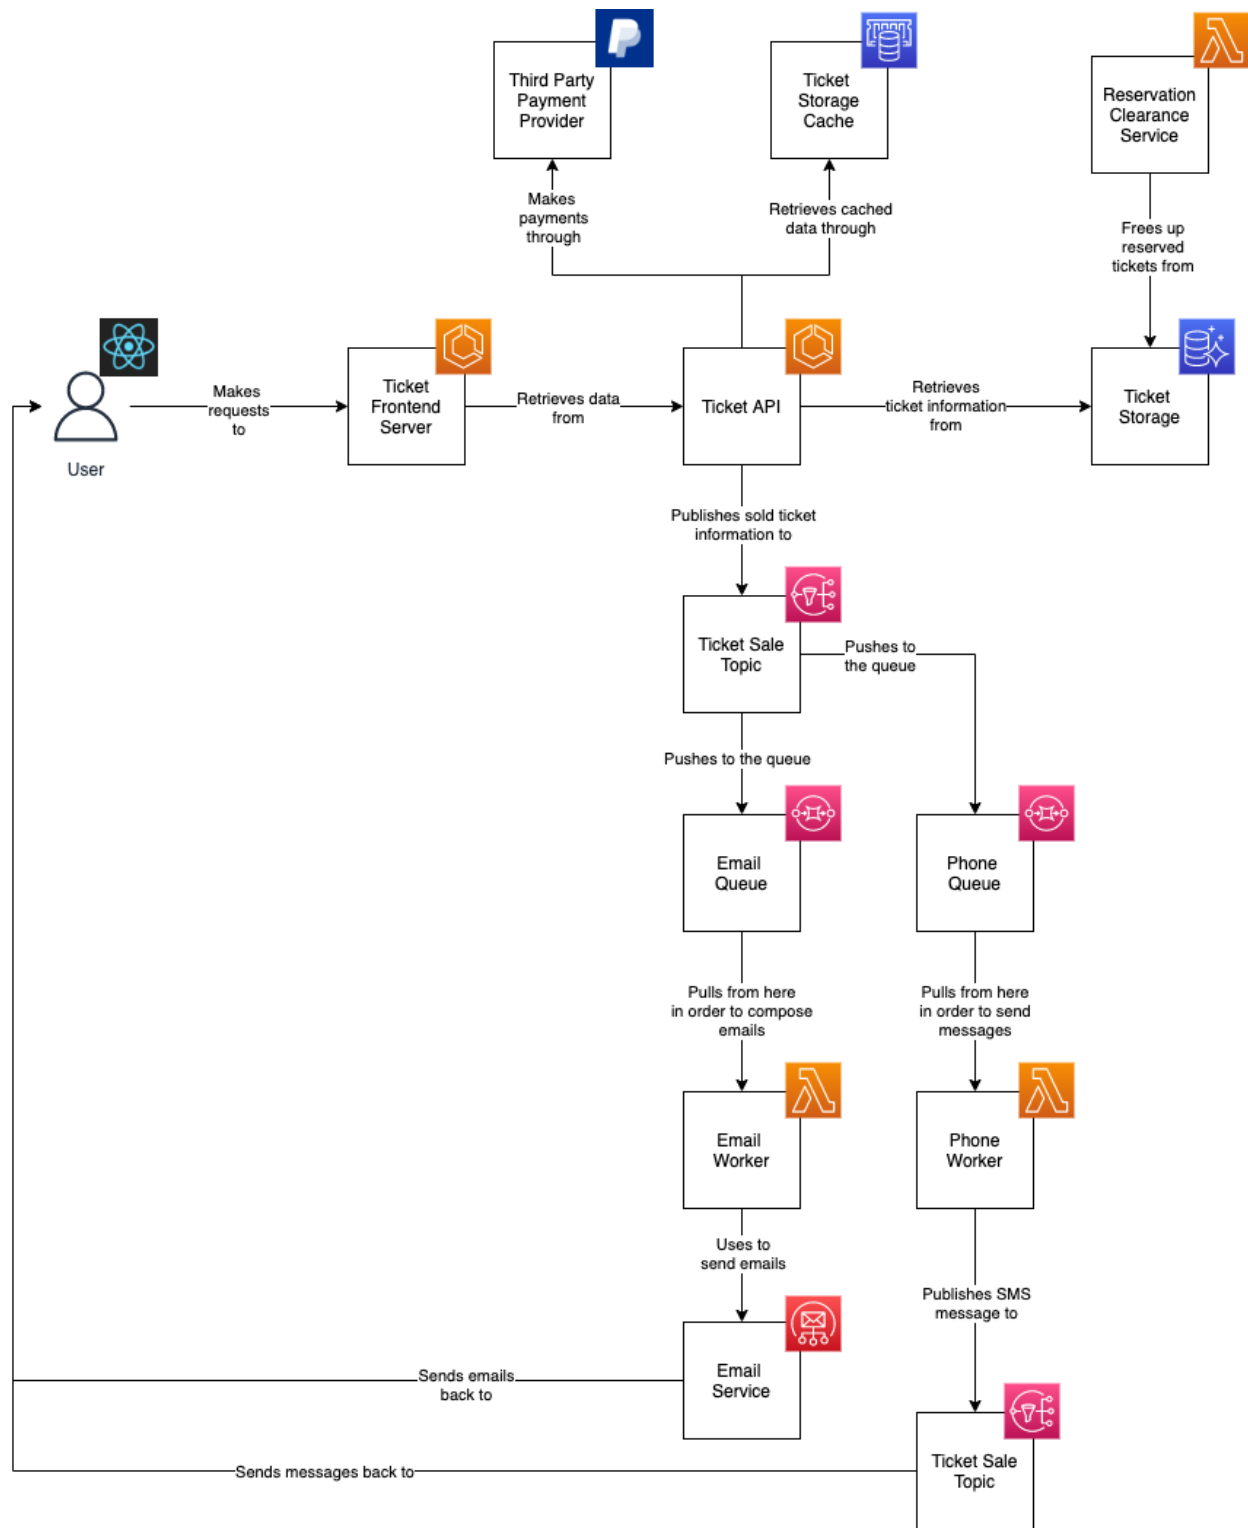 Third Party
Payment
Provider
Ticket
Storage
Cache
Reservation
Clearance
Service
Makes
payments
through
Retrieves cached
data through
Frees up
reserved
tickets from
User
Makes
requests
to
Ticket
Frontend
Server
Retrieves data
from
Ticket API
Retrieves
ticket information
from
Ticket
Storage
Publishes sold ticket
information to
Ticket Sale
Topic
Pushes to
the queue
Pushes to the queue
Email
Queue
Phone
Queue
Pulls from here
in order to compose
emails
Pulls from here
in order to send
messages
Email
Worker
Phone
Worker
Uses to
send emails
Publishes SMS
message to
Email
Service
Sends emails
back to
Ticket Sale
Topic
Sends messages back to